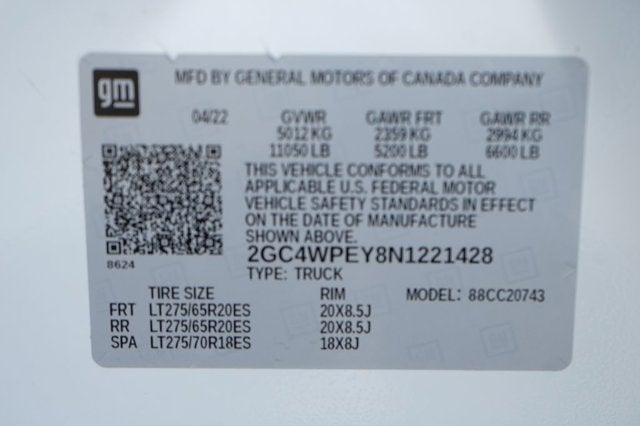 gm
MFD BY GENERAL MOTORS OF CANADA COMPANY
04/22 GVWR GAWR FRT GAWR RR
5012 KG 2359 KG 2994 KG
11050 LB 5200 LB 6600 LB
THIS VEHICLE CONFORMS TO ALL
APPLICABLE U.S. FEDERAL MOTOR
VEHICLE SAFETY STANDARDS IN EFFECT
ON THE DATE OF MANUFACTURE
SHOWN ABOVE.
8624
2GC4WPEY8N1221428
TYPE: TRUCK
TIRE SIZE RIM MODEL: 88CC20743
FRT LT275/65R20ES 20X8.5J
RR LT275/65R20ES 20X8.5J
SPA LT275/70R18ES 18X8J